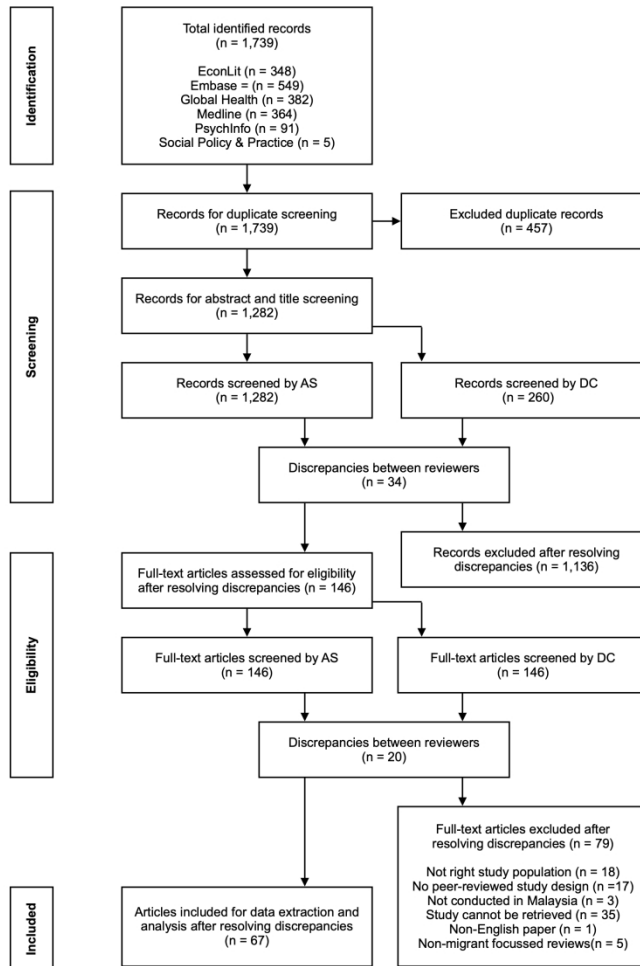 Identification
Total identified records
(n = 1,739)
EconLit (n = 348)
Embase = (n = 549)
Global Health (n = 382)
Medline (n = 364)
PsychInfo (n = 91)
Social Policy & Practice (n = 5)
Screening
Records for duplicate screening
(n = 1,739)
Excluded duplicate records
(n = 457)
Records for abstract and title screening
(n = 1,282)
Records screened by AS
(n = 1,282)
Records screened by DC
(n = 260)
Discrepancies between reviewers
(n = 34)
Records excluded after resolving
discrepancies (n = 1,136)
Eligibility
Full-text articles assessed for eligibility
after resolving discrepancies (n = 146)
Full-text articles screened by AS
(n = 146)
Full-text articles screened by DC
(n = 146)
Discrepancies between reviewers
(n = 20)
Full-text articles excluded after
resolving discrepancies (n = 79)
Not right study population (n = 18)
No peer-reviewed study design (n =17)
Not conducted in Malaysia (n = 3)
Study cannot be retrieved (n = 35)
Non-English paper (n = 1)
Non-migrant focussed reviews(n = 5)
Included
Articles included for data extraction and
analysis after resolving discrepancies
(n = 67)